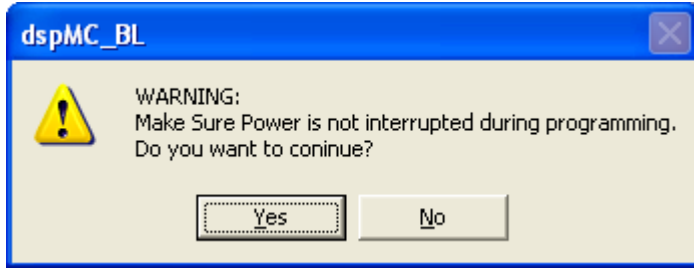 dspMC_BL
WARNING:
Make Sure Power is not interrupted during programming.
Do you want to coninue?
Yes
No